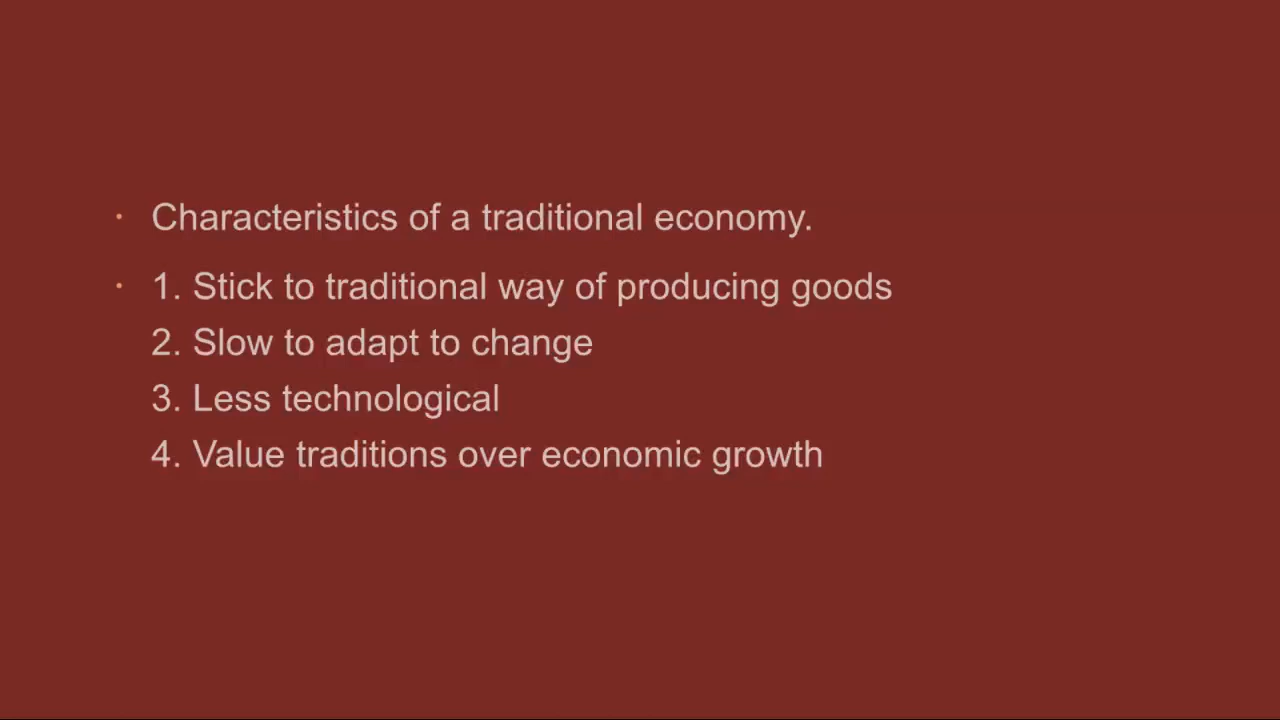 · Characteristics of a traditional economy.
· 1. Stick to traditional way of producing goods
2. Slow to adapt to change
3. Less technological
4. Value traditions over economic growth